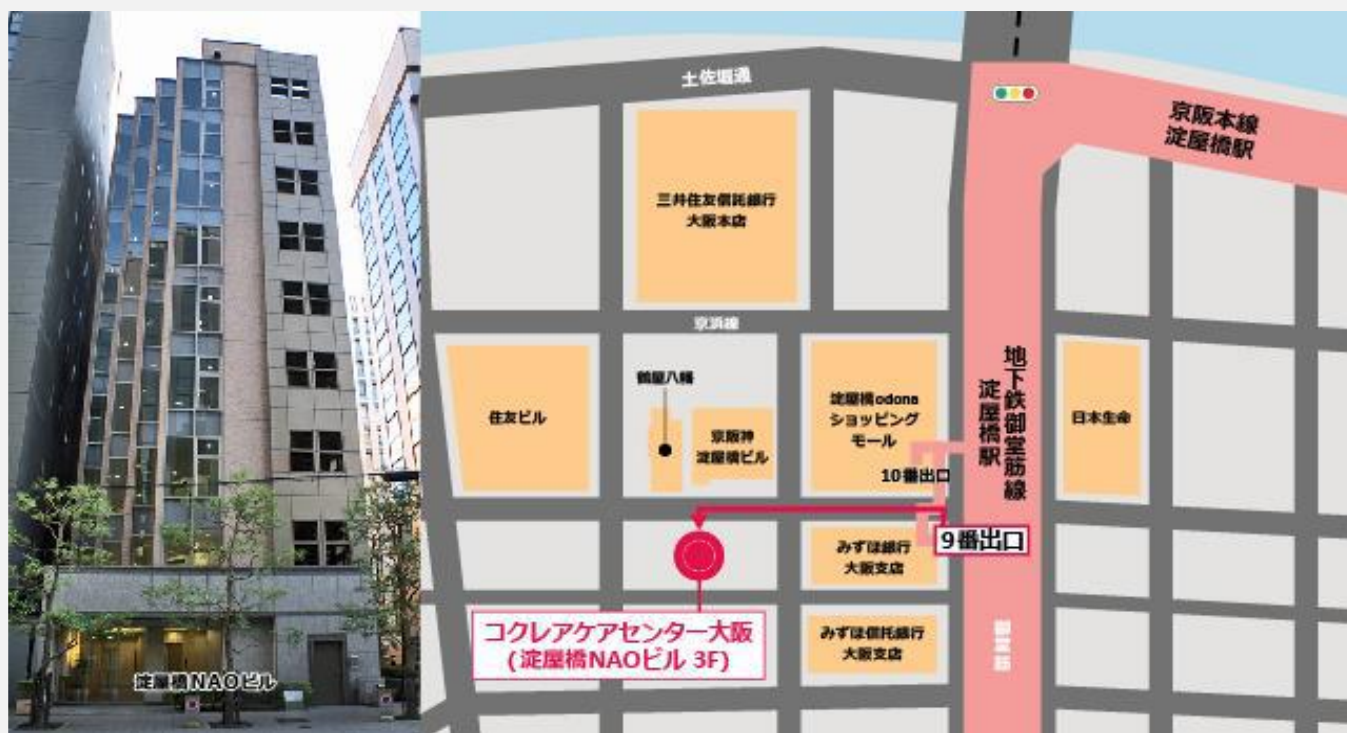 淀屋橋NAOビル
土佐堀通
京阪本線
淀屋橋駅
三井住友信託銀行
大阪本店
京浜線
鶴屋八幡
住友ビル
京阪神
淀屋橋ビル
淀屋橋odona
ショッピング
モール
地下鉄御堂筋線
淀屋橋駅
日本生命
10番出口
9番出口
みずほ銀行
大阪支店
コクレアケアセンター大阪
(淀屋橋NAOビル 3F)
みずほ信託銀行
大阪支店
御堂筋